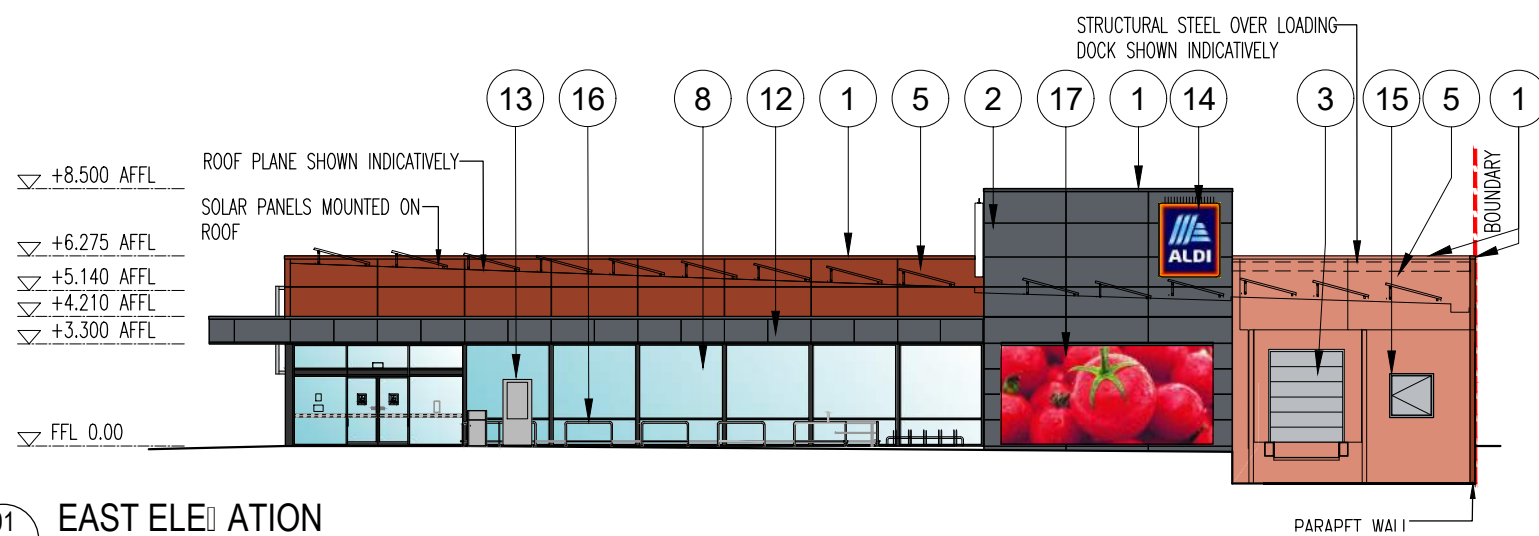 STRUCTURAL STEEL OVER LOADING
DOCK SHOWN INDICATIVELY
13 16 8 12 1 5 2 17 1 14 3 15 5 1
ROOF PLANE SHOWN INDICATIVELY
+8.500 AFFL
SOLAR PANELS MOUNTED ON
ROOF
BOUNDARY
+6.275 AFFL
ALDI
+5.140 AFFL
+4.210 AFFL
+3.300 AFFL
FFL 0.00
01
EAST ELE▯ATION
PARAPET WALL